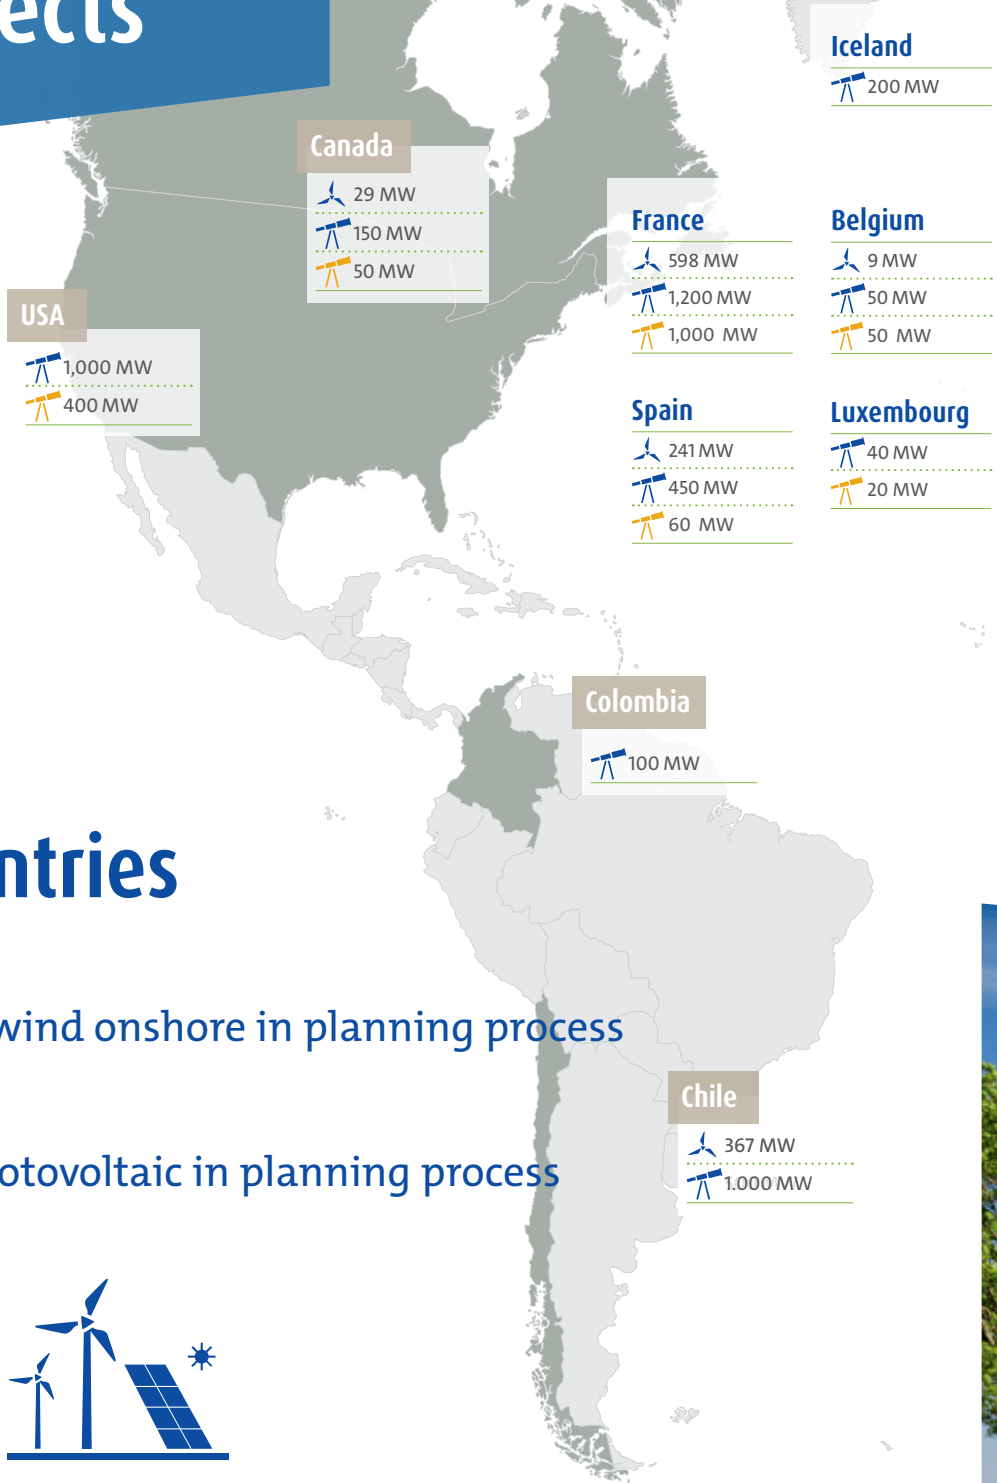 ects
Iceland
200 MW
Canada
29 MW
150 MW
50 MW
France
598 MW
1,200 MW
1,000 MW
Belgium
9 MW
50 MW
50 MW
USA
1,000 MW
400 MW
Spain
241 MW
450 MW
60 MW
Luxembourg
40 MW
20 MW
Colombia
100 MW
ntries
wind onshore in planning process
Chile
367 MW
1.000 MW
otovoltaic in planning process